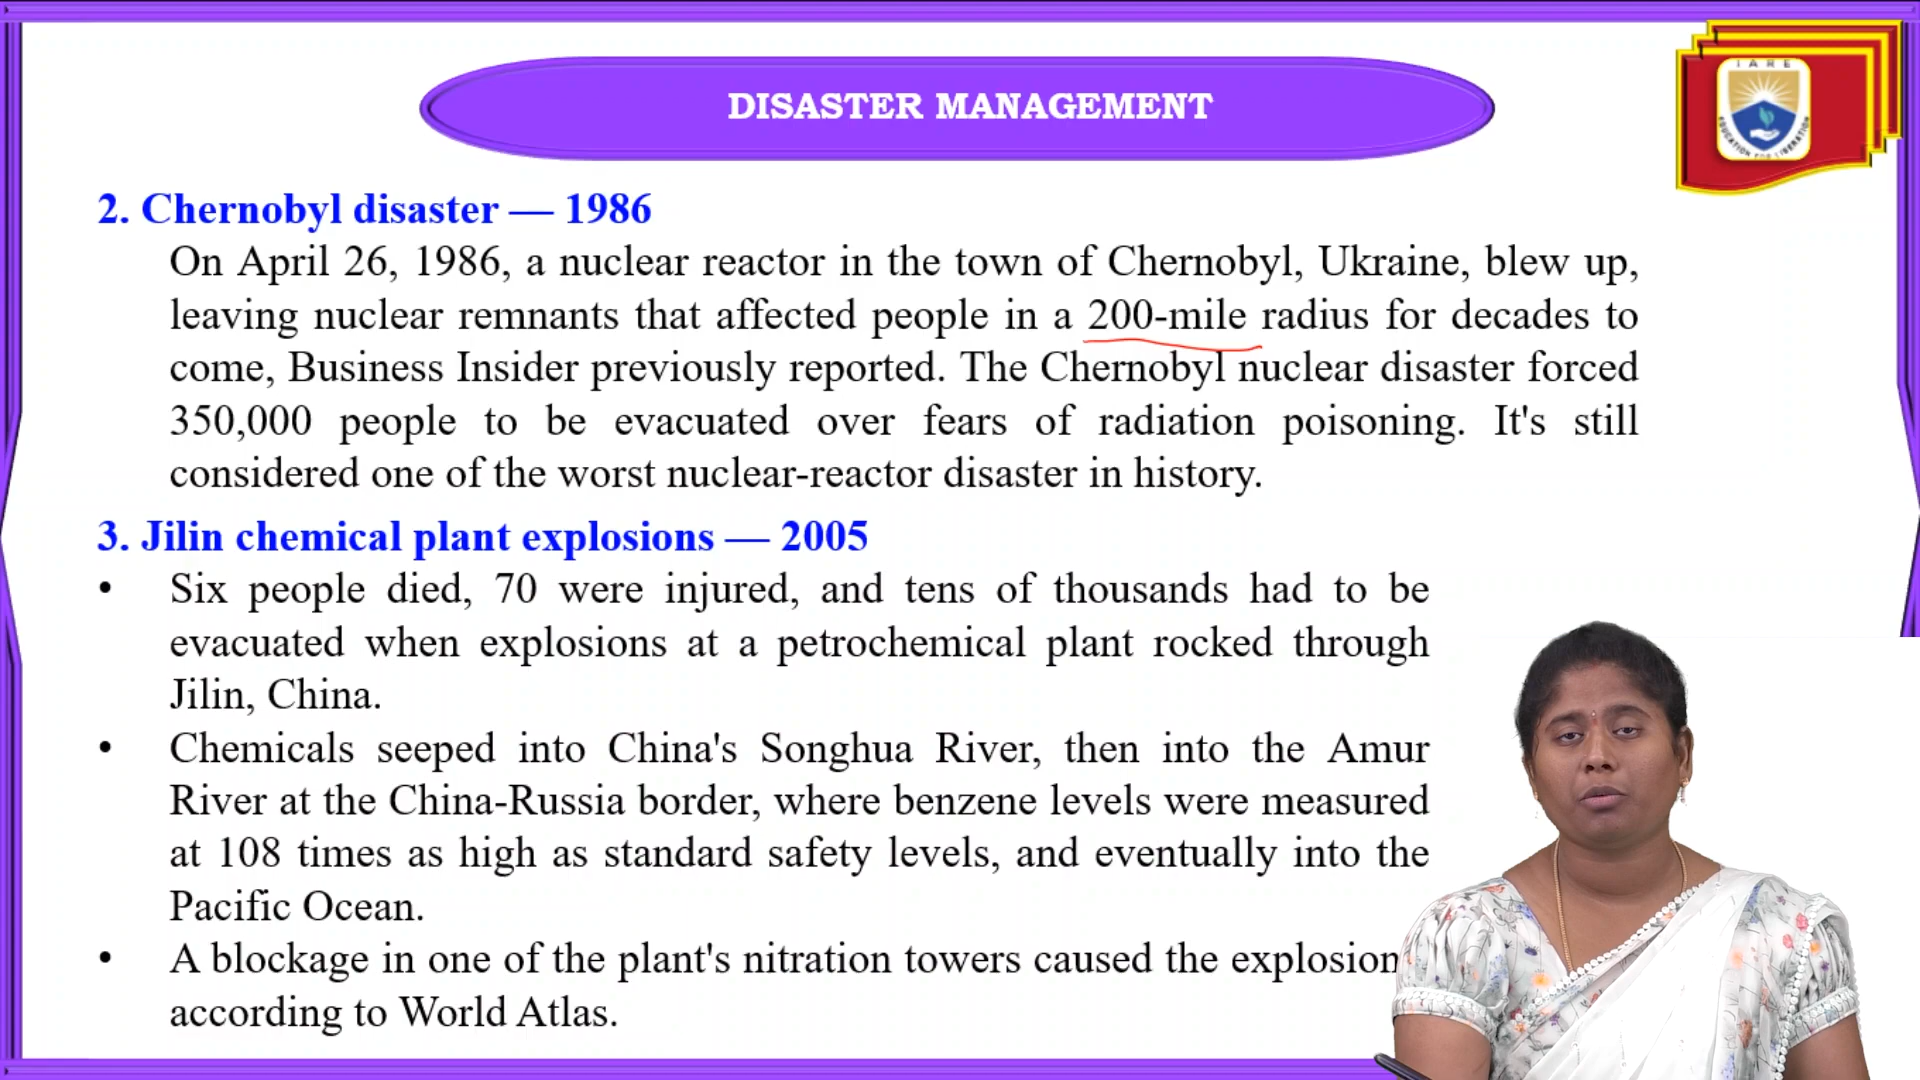 IARE
EDUCATION FOR LIBERATION
DISASTER MANAGEMENT
2. Chernobyl disaster — 1986
On April 26, 1986, a nuclear reactor in the town of Chernobyl, Ukraine, blew up,
leaving nuclear remnants that affected people in a 200-mile radius for decades to
come, Business Insider previously reported. The Chernobyl nuclear disaster forced
350,000 people to be evacuated over fears of radiation poisoning. It's still
considered one of the worst nuclear-reactor disaster in history.
3. Jilin chemical plant explosions — 2005
• Six people died, 70 were injured, and tens of thousands had to be
evacuated when explosions at a petrochemical plant rocked through
Jilin, China.
• Chemicals seeped into China's Songhua River, then into the Amur
River at the China-Russia border, where benzene levels were measured
at 108 times as high as standard safety levels, and eventually into the
Pacific Ocean.
• A blockage in one of the plant's nitration towers caused the explosion
according to World Atlas.